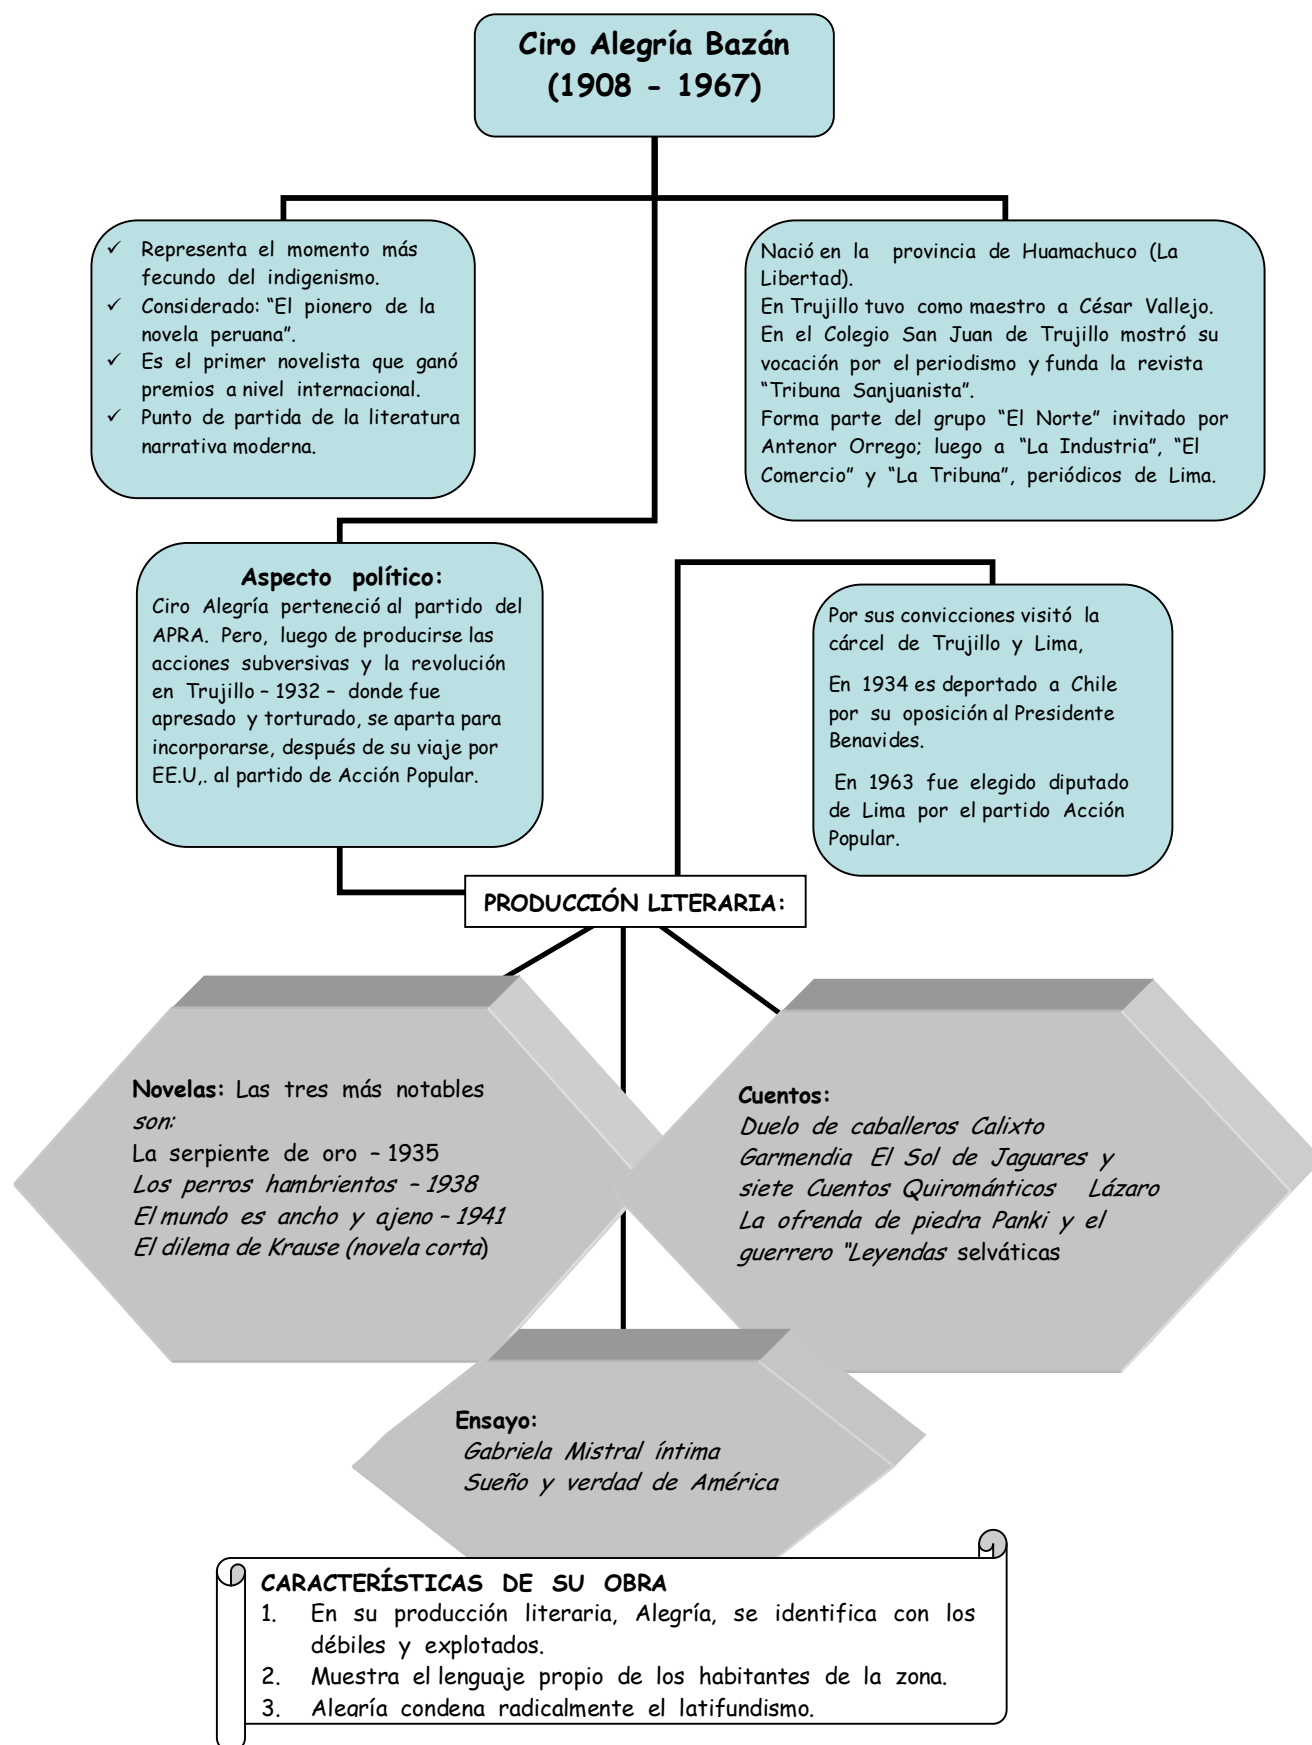 Ciro Alegría Bazán
(1908 - 1967)
✓ Representa el momento más
fecundo del indigenismo.
✓ Considerado: “El pionero de la
novela peruana”.
✓ Es el primer novelista que ganó
premios a nivel internacional.
✓ Punto de partida de la literatura
narrativa moderna.
Nació en la provincia de Huamachuco (La
Libertad).
En Trujillo tuvo como maestro a César Vallejo.
En el Colegio San Juan de Trujillo mostró su
vocación por el periodismo y funda la revista
“Tribuna Sanjuanista”.
Forma parte del grupo “El Norte” invitado por
Antenor Orrego; luego a “La Industria”, “El
Comercio” y “La Tribuna”, periódicos de Lima.
Aspecto político:
Ciro Alegría perteneció al partido del
APRA. Pero, luego de producirse las
acciones subversivas y la revolución
en Trujillo – 1932 – donde fue
apresado y torturado, se aparta para
incorporarse, después de su viaje por
EE.U,. al partido de Acción Popular.
Por sus convicciones visitó la
cárcel de Trujillo y Lima,
En 1934 es deportado a Chile
por su oposición al Presidente
Benavides.
En 1963 fue elegido diputado
de Lima por el partido Acción
Popular.
PRODUCCIÓN LITERARIA:
Novelas: Las tres más notables
son:
La serpiente de oro – 1935
Los perros hambrientos – 1938
El mundo es ancho y ajeno – 1941
El dilema de Krause (novela corta)
Cuentos:
Duelo de caballeros Calixto
Garmendia El Sol de Jaguares y
siete Cuentos Quirománticos Lázaro
La ofrenda de piedra Panki y el
guerrero “Leyendas selváticas
Ensayo:
Gabriela Mistral íntima
Sueño y verdad de América
CARACTERÍSTICAS DE SU OBRA
1. En su producción literaria, Alegría, se identifica con los
débiles y explotados.
2. Muestra el lenguaje propio de los habitantes de la zona.
3. Alegría condena radicalmente el latifundismo.